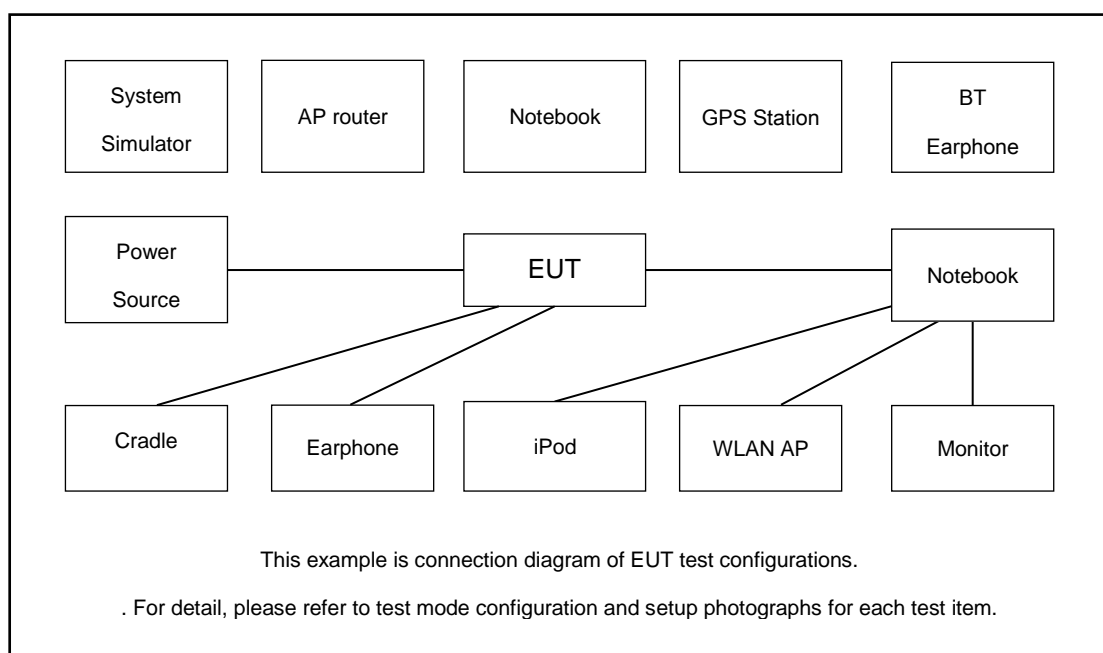 System
Simulator
AP router
Notebook
GPS Station
BT
Earphone
Power
Source
EUT
Notebook
Cradle
Earphone
iPod
WLAN AP
Monitor
This example is connection diagram of EUT test configurations.
. For detail, please refer to test mode configuration and setup photographs for each test item.